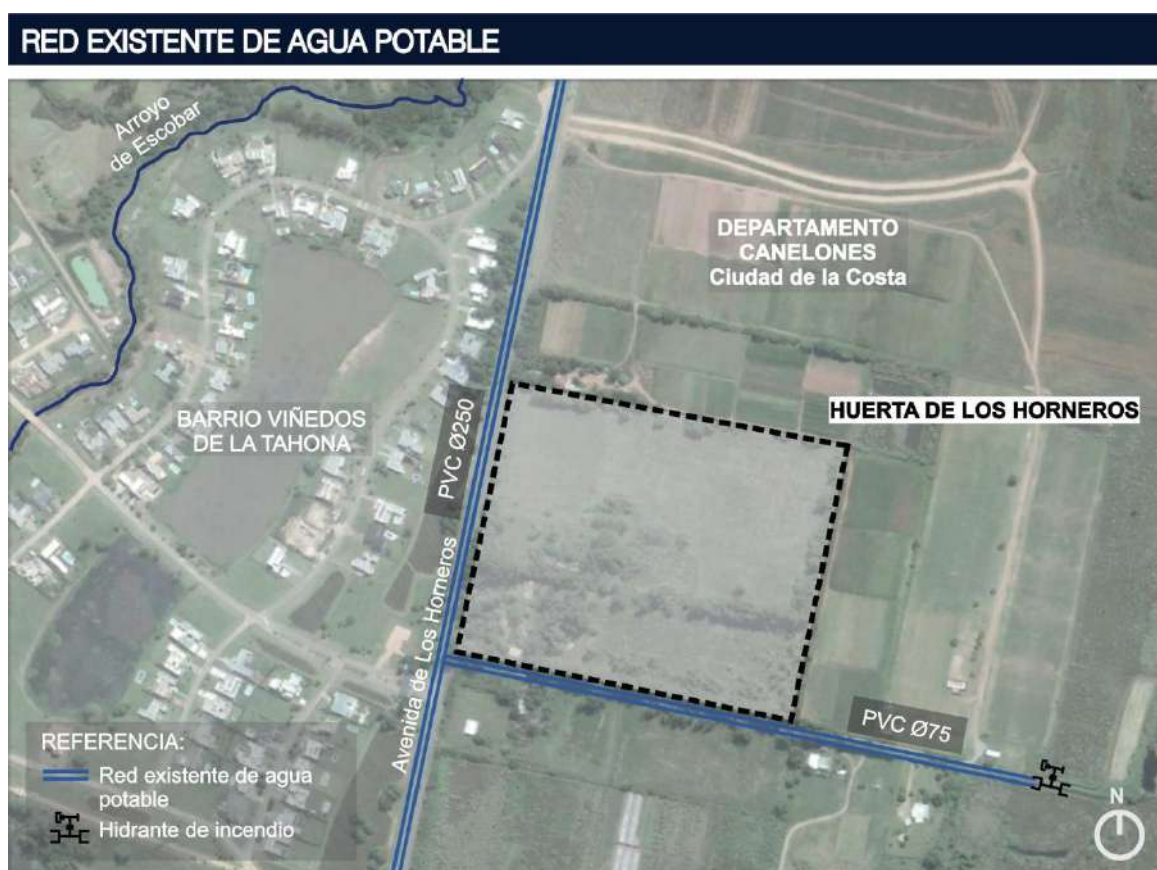 RED EXISTENTE DE AGUA POTABLE
Arroyo
de Escobar
DEPARTAMENTO
CANELONES
Ciudad de la Costa
BARRIO VIÑEDOS
DE LA TAHONA
PVC Ø250
HUERTA DE LOS HORNEROS
Avenida de Los Horneros
PVC Ø75
REFERENCIA:
Red existente de agua
potable
Hidrante de incendio
N